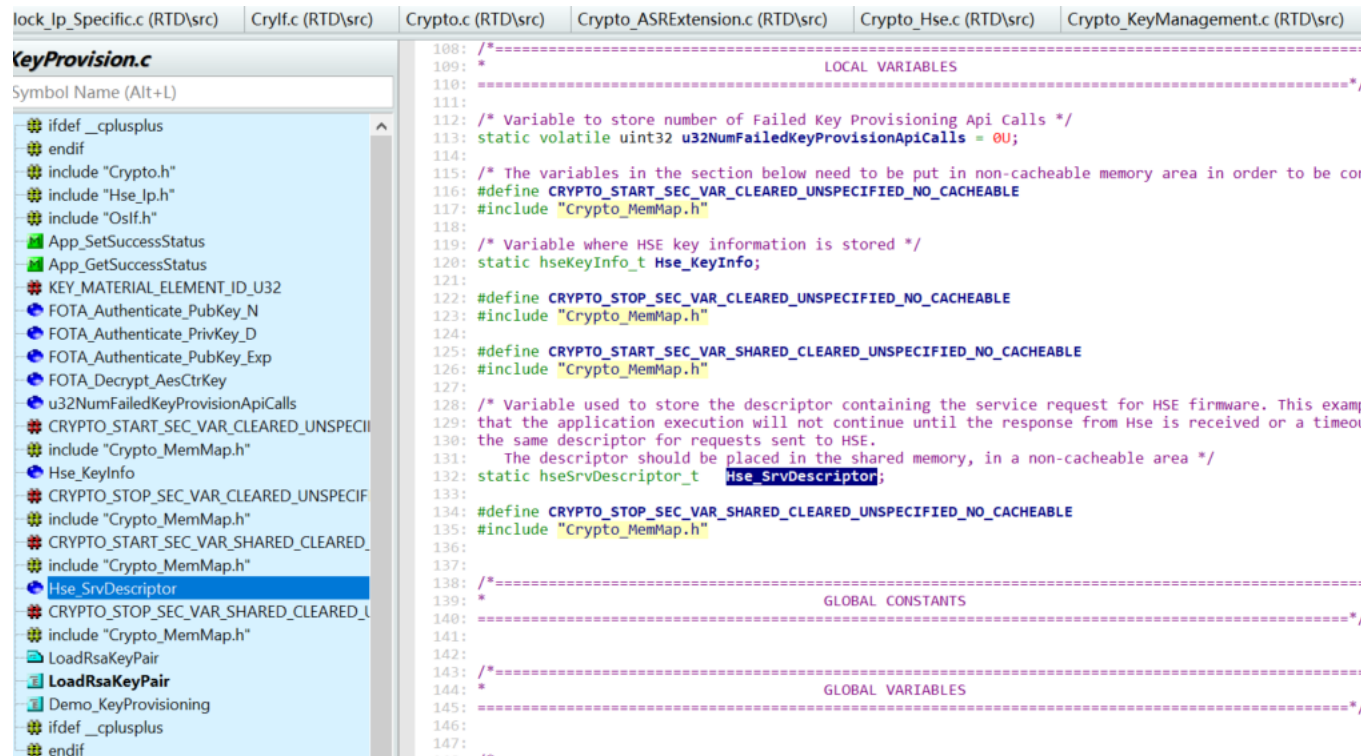 lock_Ip_Specific.c (RTD\src) CryIf.c (RTD\src) Crypto.c (RTD\src) Crypto_ASRExtension.c (RTD\src) Crypto_Hse.c (RTD\src) Crypto_KeyManagement.c (RTD\src)
KeyProvision.c
Symbol Name (Alt+L)
ifdef __cplusplus
endif
include "Crypto.h"
include "Hse_Ip.h"
include "OsIf.h"
App_SetSuccessStatus
App_GetSuccessStatus
KEY_MATERIAL_ELEMENT_ID_U32
FOTA_Authenticate_PubKey_N
FOTA_Authenticate_PrivKey_D
FOTA_Authenticate_PubKey_Exp
FOTA_Decrypt_AesCtrKey
u32NumFailedKeyProvisionApiCalls
CRYPTO_START_SEC_VAR_CLEARED_UNSPECII
include "Crypto_MemMap.h"
Hse_KeyInfo
CRYPTO_STOP_SEC_VAR_CLEARED_UNSPECIF
include "Crypto_MemMap.h"
CRYPTO_START_SEC_VAR_SHARED_CLEARED_
include "Crypto_MemMap.h"
Hse_SrvDescriptor
CRYPTO_STOP_SEC_VAR_SHARED_CLEARED_U
include "Crypto_MemMap.h"
LoadRsaKeyPair
LoadRsaKeyPair
Demo_KeyProvisioning
ifdef __cplusplus
endif
108: /*==================================================================================================
109: * LOCAL VARIABLES
110: ==================================================================================================*/
111:
112: /* Variable to store number of Failed Key Provisioning Api Calls */
113: static volatile uint32 u32NumFailedKeyProvisionApiCalls = 0U;
114:
115: /* The variables in the section below need to be put in non-cacheable memory area in order to be cor
116: #define CRYPTO_START_SEC_VAR_CLEARED_UNSPECIFIED_NO_CACHEABLE
117: #include "Crypto_MemMap.h"
118:
119: /* Variable where HSE key information is stored */
120: static hseKeyInfo_t Hse_KeyInfo;
121:
122: #define CRYPTO_STOP_SEC_VAR_CLEARED_UNSPECIFIED_NO_CACHEABLE
123: #include "Crypto_MemMap.h"
124:
125: #define CRYPTO_START_SEC_VAR_SHARED_CLEARED_UNSPECIFIED_NO_CACHEABLE
126: #include "Crypto_MemMap.h"
127:
128: /* Variable used to store the descriptor containing the service request for HSE firmware. This examp
129: that the application execution will not continue until the response from Hse is received or a timeou
130: the same descriptor for requests sent to HSE.
131: The descriptor should be placed in the shared memory, in a non-cacheable area */
132: static hseSrvDescriptor_t Hse_SrvDescriptor;
133:
134: #define CRYPTO_STOP_SEC_VAR_SHARED_CLEARED_UNSPECIFIED_NO_CACHEABLE
135: #include "Crypto_MemMap.h"
136:
137:
138: /*==================================================================================================
139: * GLOBAL CONSTANTS
140: ==================================================================================================*/
141:
142:
143: /*==================================================================================================
144: * GLOBAL VARIABLES
145: ==================================================================================================*/
146:
147: